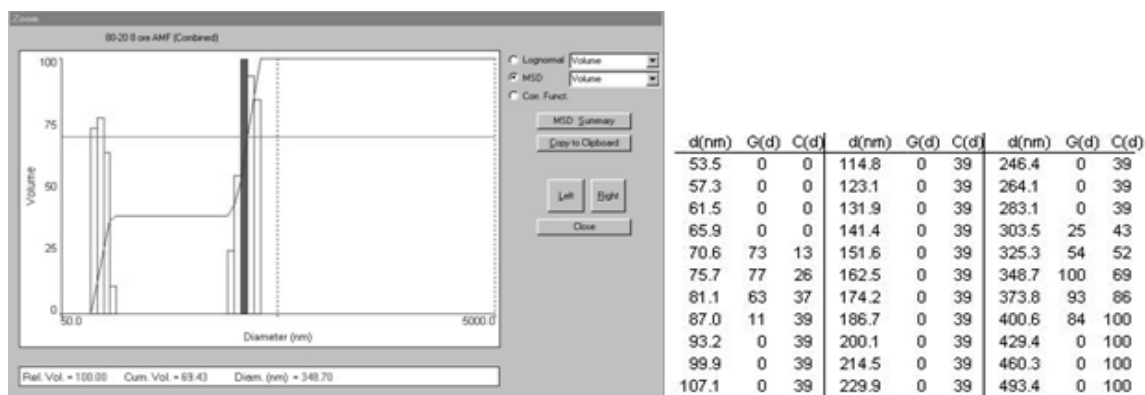 Zoom
80-20 8 ore AMF (Combined)
Lognormal Volume
MSD Volume
Corr. Funct.
MSD Summary
Copy to Clipboard
Left Right
Close
100
75
50
25
0
Volume
50.0 5000.0
Diameter (nm)
Rel. Vol. = 100.00 Cum. Vol. = 69.43 Diam. (nm) = 348.70
d(nm) G(d) C(d) d(nm) G(d) C(d) d(nm) G(d) C(d)
53.5 0 0 114.8 0 39 246.4 0 39
57.3 0 0 123.1 0 39 264.1 0 39
61.5 0 0 131.9 0 39 283.1 0 39
65.9 0 0 141.4 0 39 303.5 25 43
70.6 73 13 151.6 0 39 325.3 54 52
75.7 77 26 162.5 0 39 348.7 100 69
81.1 63 37 174.2 0 39 373.8 93 86
87.0 11 39 186.7 0 39 400.6 84 100
93.2 0 39 200.1 0 39 429.4 0 100
99.9 0 39 214.5 0 39 460.3 0 100
107.1 0 39 229.9 0 39 493.4 0 100